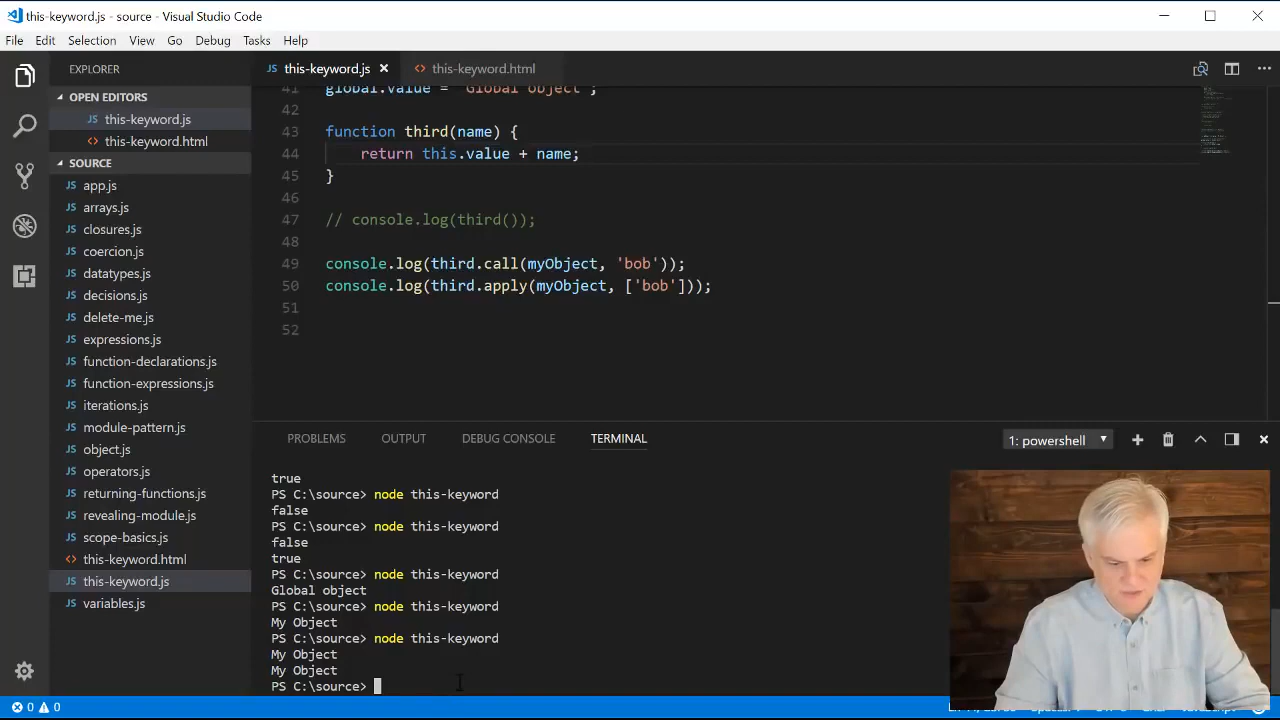 this-keyword.js - source - Visual Studio Code
File Edit Selection View Go Debug Tasks Help
EXPLORER
OPEN EDITORS
JS this-keyword.js
<> this-keyword.html
SOURCE
JS app.js
JS arrays.js
JS closures.js
JS coercion.js
JS datatypes.js
JS decisions.js
JS delete-me.js
JS expressions.js
JS function-declarations.js
JS function-expressions.js
JS iterations.js
JS module-pattern.js
JS object.js
JS operators.js
JS returning-functions.js
JS revealing-module.js
JS scope-basics.js
<> this-keyword.html
JS this-keyword.js
JS variables.js
JS this-keyword.js
<> this-keyword.html
41 global.value = "Global object";
42
43 function third(name) {
44 return this.value + name;
45 }
46
47 // console.log(third());
48
49 console.log(third.call(myObject, 'bob'));
50 console.log(third.apply(myObject, ['bob']));
51
52
PROBLEMS OUTPUT DEBUG CONSOLE TERMINAL
1: powershell
true
PS C:\source> node this-keyword
false
PS C:\source> node this-keyword
false
true
PS C:\source> node this-keyword
Global object
PS C:\source> node this-keyword
My Object
PS C:\source> node this-keyword
My Object
My Object
PS C:\source>
0 0